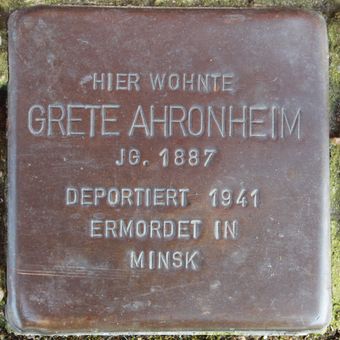 HIER WOHNTE
GRETE AHRONHEIM
JG. 1887
DEPORTIERT 1941
ERMORDET IN
MINSK